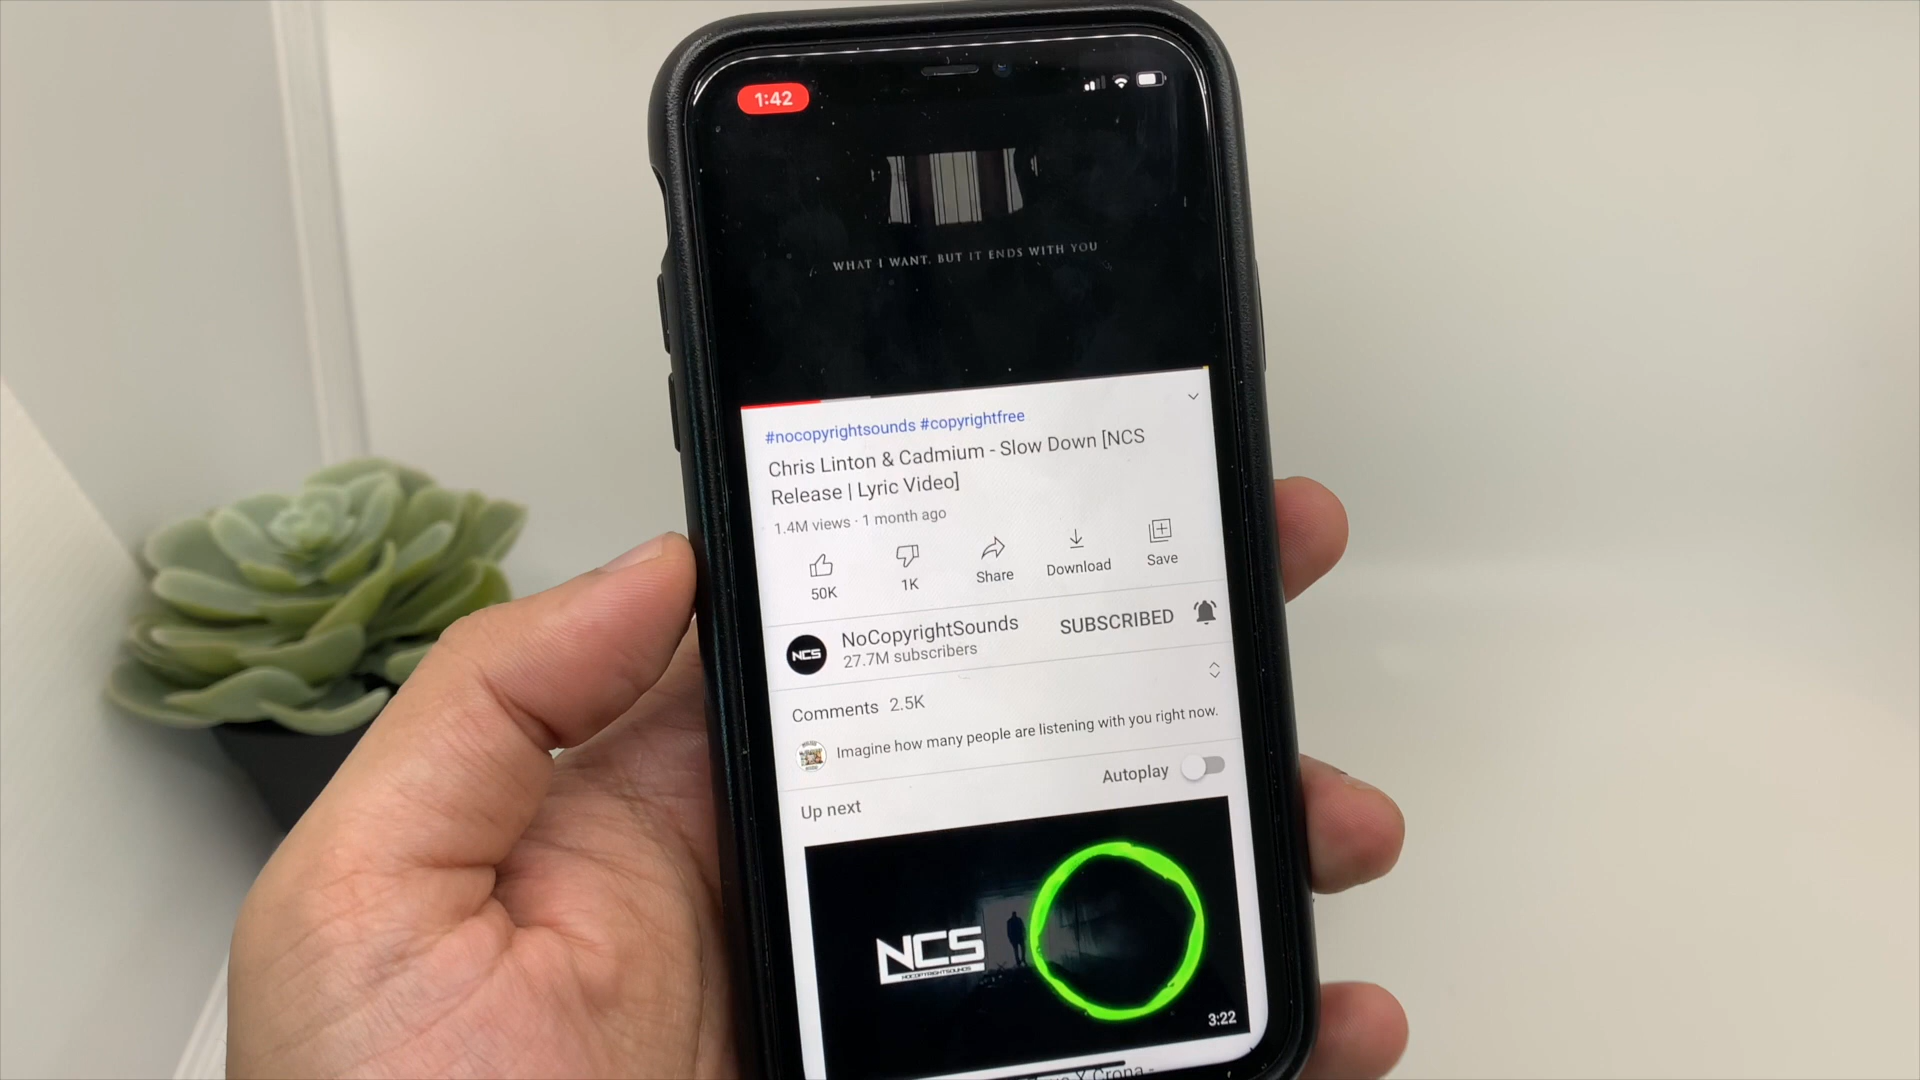 1:42
WHAT I WANT. BUT IT ENDS WITH YOU
#nocopyrightsounds #copyrightfree
Chris Linton & Cadmium - Slow Down [NCS
Release | Lyric Video]
1.4M views · 1 month ago
50K
1K
Share
Download
Save
NCS
NoCopyrightSounds
27.7M subscribers
SUBSCRIBED
Comments 2.5K
Imagine how many people are listening with you right now.
Autoplay
Up next
NCS
NOCOPYRIGHTSOUNDS
3:22
X Crona -